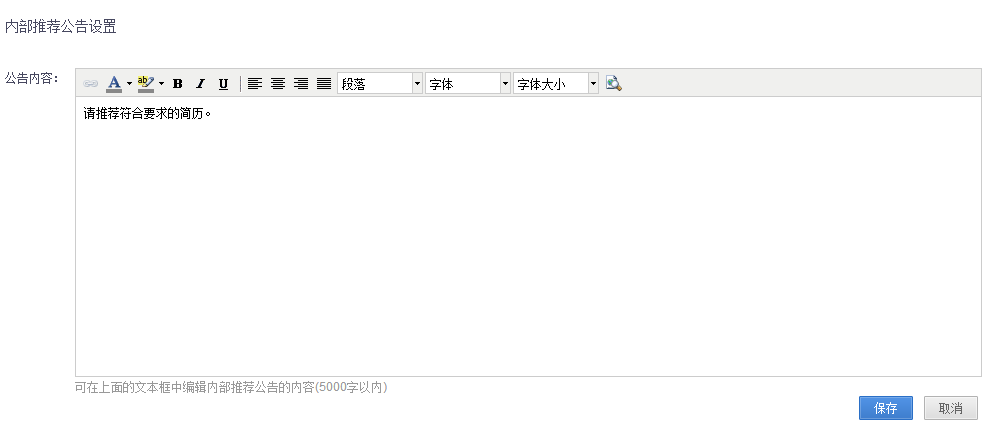 内部推荐公告设置
公告内容：
A ab B I U 段落 字体 字体大小
请推荐符合要求的简历。
可在上面的文本框中编辑内部推荐公告的内容(5000字以内)
保存 取消